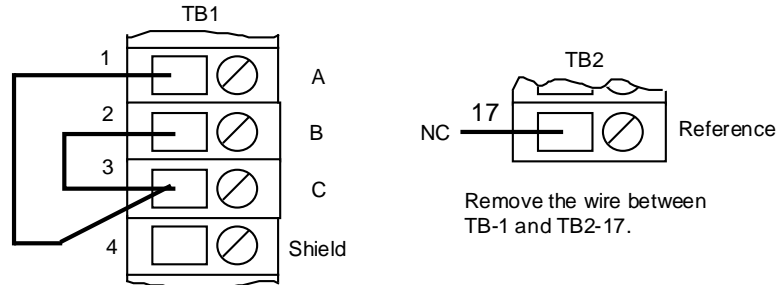 TB1
1
A
2
B
3
C
4
Shield
TB2
NC 17 Reference
Remove the wire between
TB-1 and TB2-17.